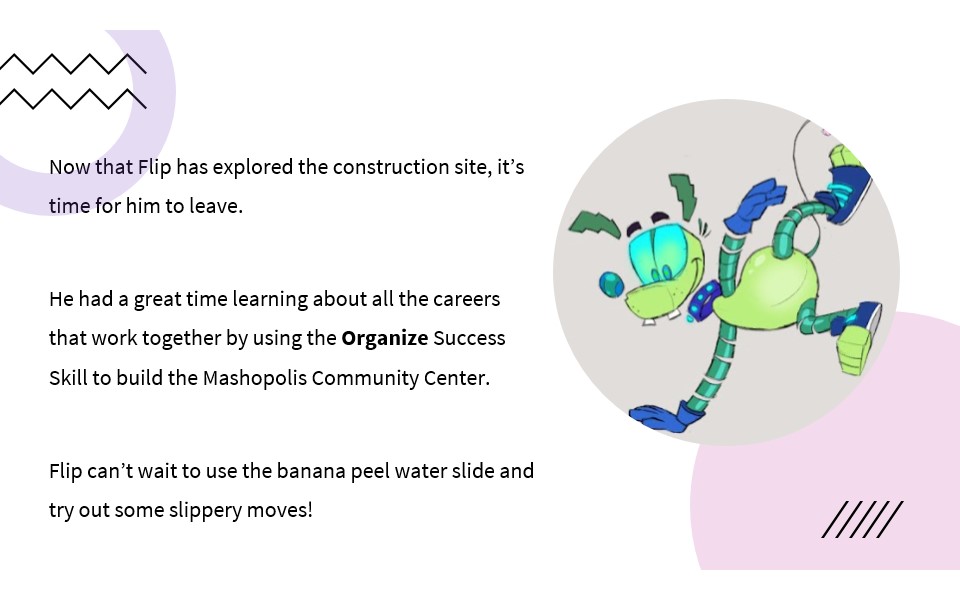 Now that Flip has explored the construction site, it’s
time for him to leave.
He had a great time learning about all the careers
that work together by using the Organize Success
Skill to build the Mashopolis Community Center.
Flip can’t wait to use the banana peel water slide and
try out some slippery moves!